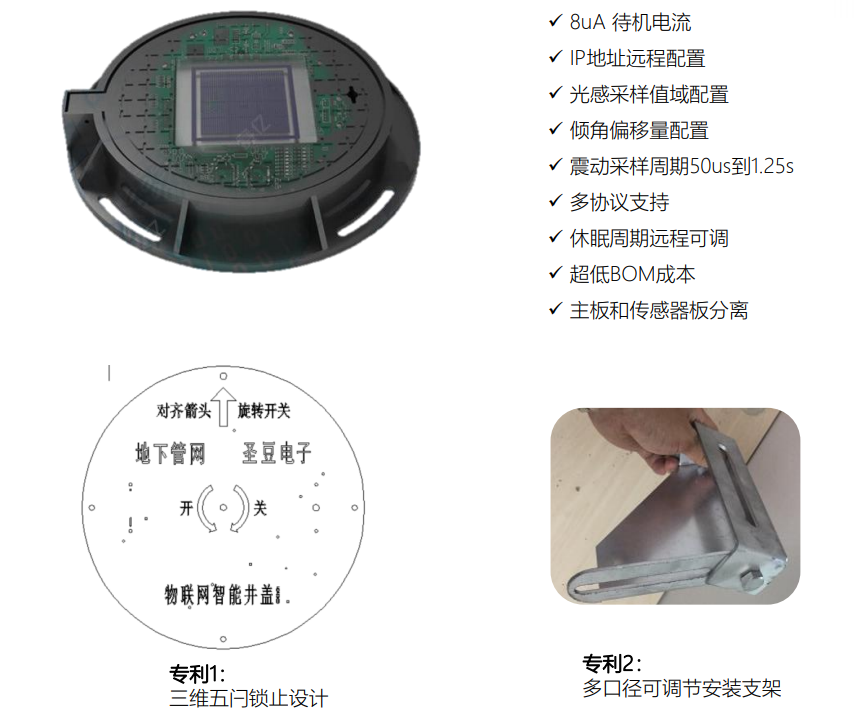 8uA 待机电流
IP地址远程配置
光感采样值域配置
倾角偏移量配置
震动采样周期50us到1.25s
多协议支持
休眠周期远程可调
超低BOM成本
主板和传感器板分离
对齐箭头 旋转开关
地下管网 圣豆电子
开 关
物联网智能井盖
专利1：
三维五闩锁止设计
专利2：
多口径可调节安装支架